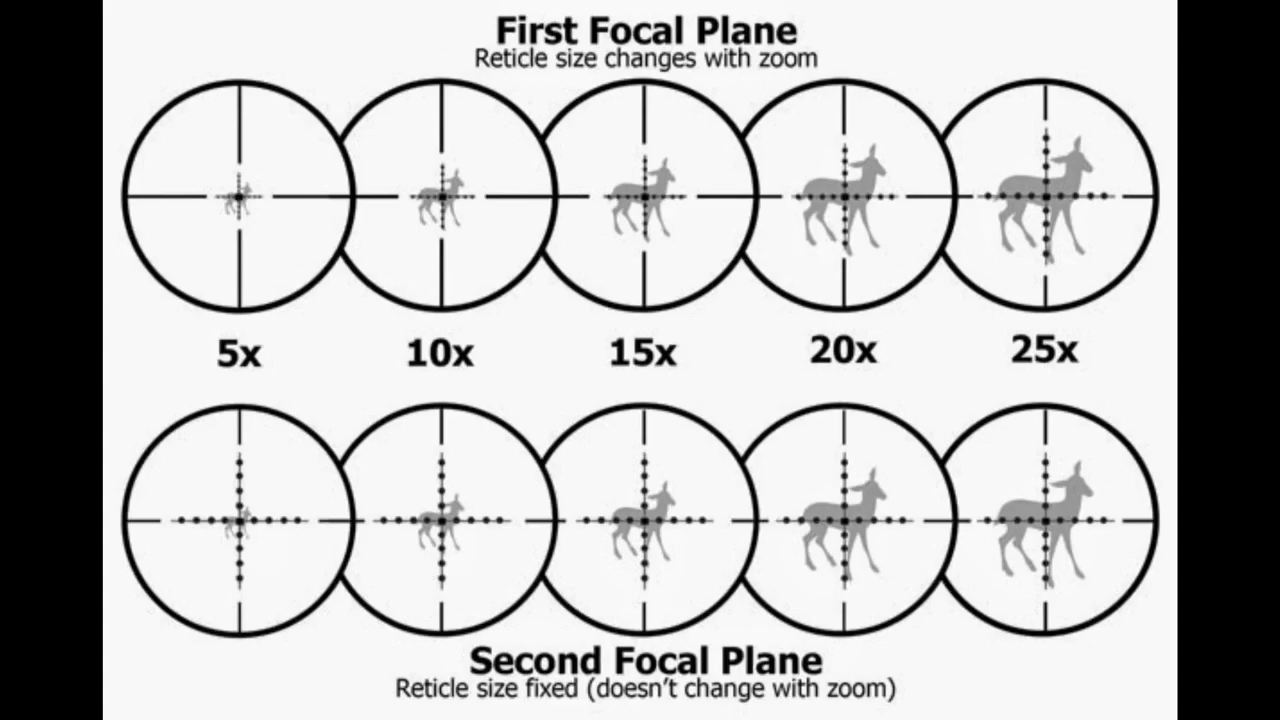 First Focal Plane
Reticle size changes with zoom
5x 10x 15x 20x 25x
Second Focal Plane
Reticle size fixed (doesn't change with zoom)